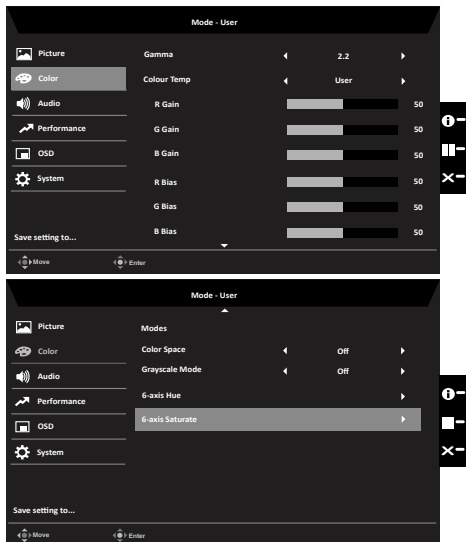 Mode - User
Picture
Gamma 2.2
Color
Colour Temp User
Audio
R Gain 50
Performance
G Gain 50
OSD
B Gain 50
System
R Bias 50
G Bias 50
B Bias 50
Save setting to...
Move Enter
Mode - User
Picture
Modes
Color
Color Space Off
Audio
Grayscale Mode Off
Performance
6-axis Hue
OSD
6-axis Saturate
System
Save setting to...
Move Enter